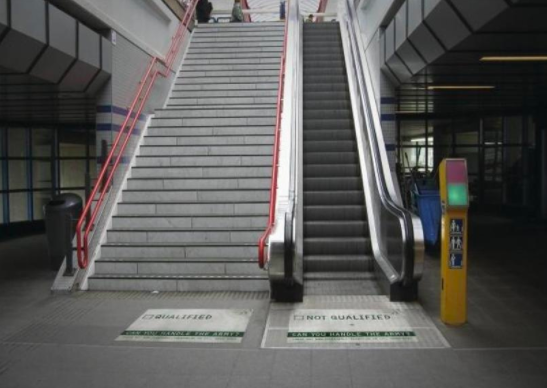 QUALIFIED
CAN YOU HANDLE THE ARMY?
NOT QUALIFIED
CAN YOU HANDLE THE ARMY?